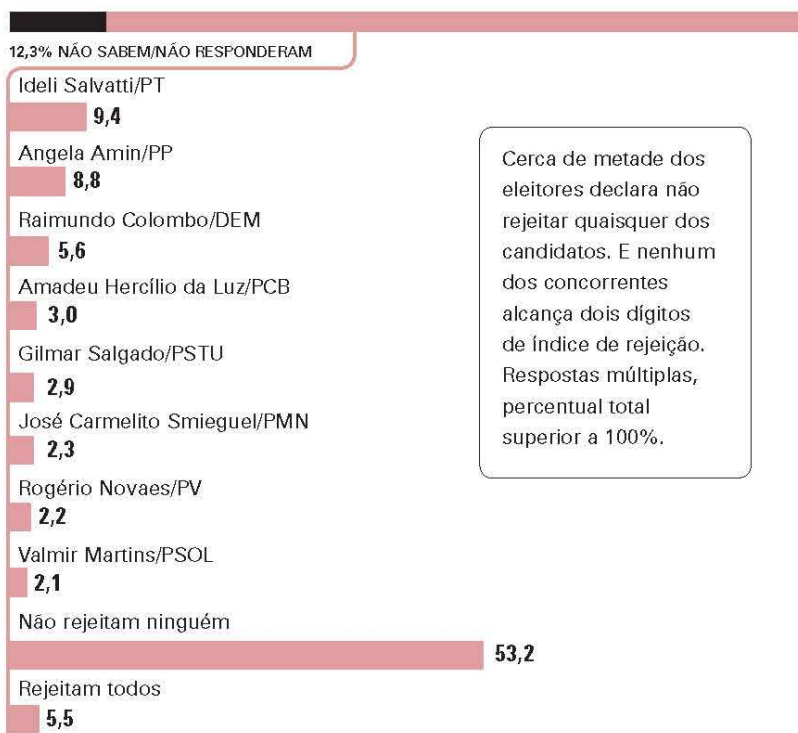 12,3% NÃO SABEM/NÃO RESPONDERAM
Ideli Salvatti/PT
9,4
Angela Amin/PP
8,8
Raimundo Colombo/DEM
5,6
Amadeu Hercílio da Luz/PCB
3,0
Gilmar Salgado/PSTU
2,9
José Carmelito Smieguel/PMN
2,3
Rogério Novaes/PV
2,2
Valmir Martins/PSOL
2,1
Não rejeitam ninguém
53,2
Rejeitam todos
5,5
Cerca de metade dos
eleitores declara não
rejeitar quaisquer dos
candidatos. E nenhum
dos concorrentes
alcança dois dígitos
de índice de rejeição.
Respostas múltiplas,
percentual total
superior a 100%.